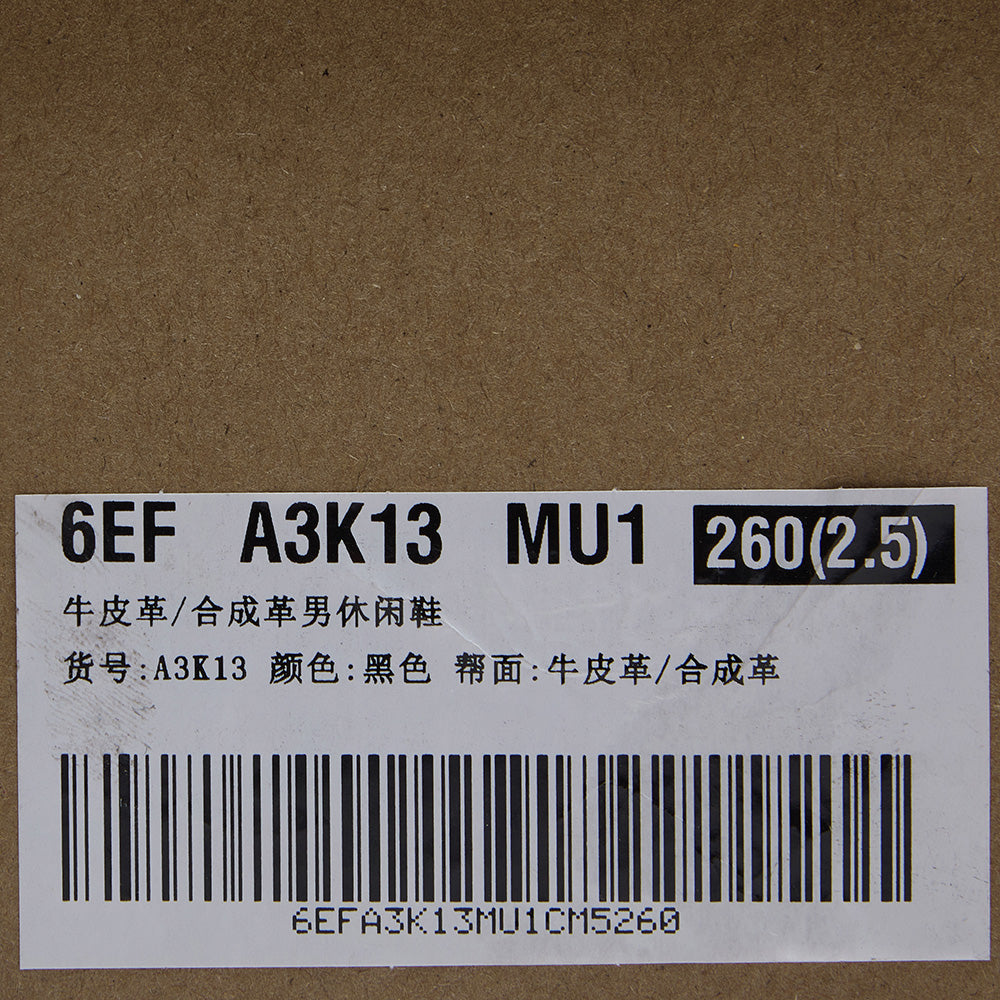 6EF A3K13 MU1 260(2.5)
牛皮革/合成革男休闲鞋
货号:A3K13 颜色:黑色 帮面:牛皮革/合成革
6EFA3K13MU1CM5260